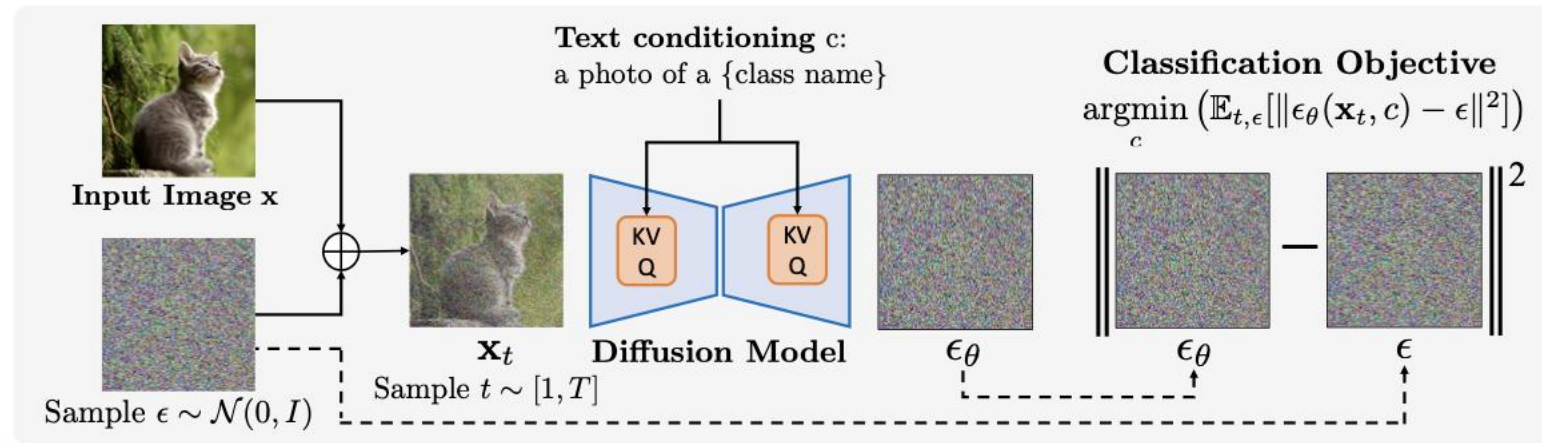 Text conditioning c:
a photo of a {class name}
Classification Objective
argmin (𝔼ₜ,ϵ[‖ϵθ(xₜ, c) − ϵ‖²])
c
Input Image x
KV
Q
KV
Q
−
2
xₜ
Diffusion Model
ϵθ
ϵθ
ϵ
Sample t ∼ [1, T]
Sample ϵ ∼ 𝒩(0, I)